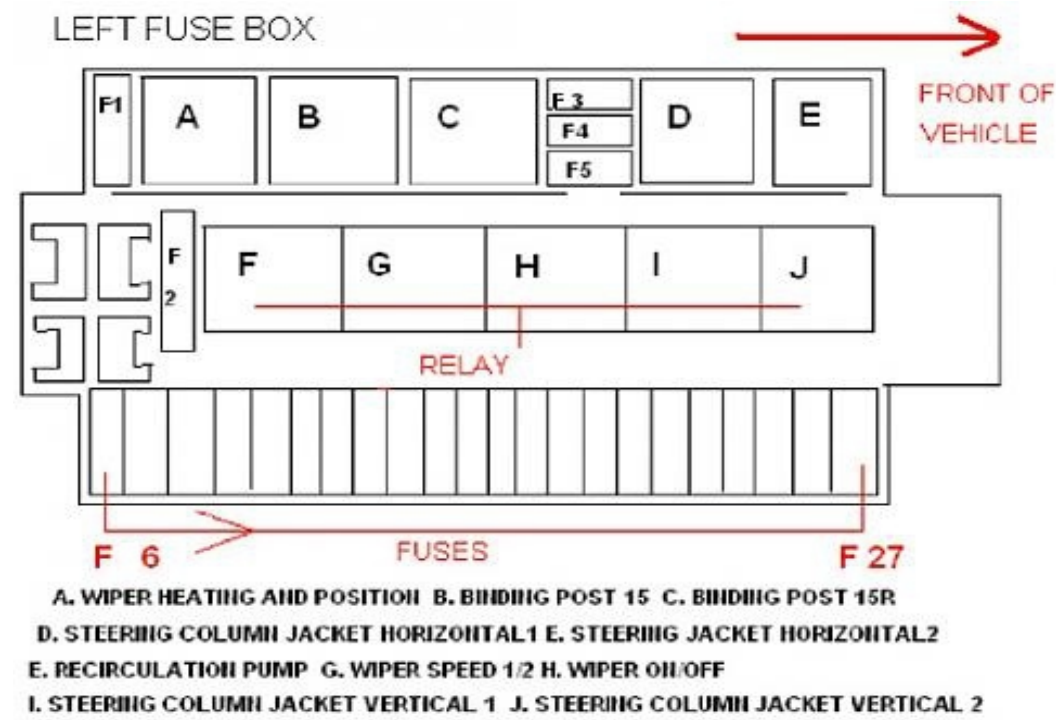 LEFT FUSE BOX
FRONT OF
VEHICLE
F1 A B C F 3 D E
F4
F5
F
2
F G H I J
RELAY
F 6 FUSES F 27
A. WIPER HEATING AND POSITION B. BINDING POST 15 C. BINDING POST 15R
D. STEERING COLUMN JACKET HORIZONTAL1 E. STEERING JACKET HORIZONTAL2
E. RECIRCULATION PUMP G. WIPER SPEED 1/2 H. WIPER ON/OFF
I. STEERING COLUMN JACKET VERTICAL 1 J. STEERING COLUMN JACKET VERTICAL 2